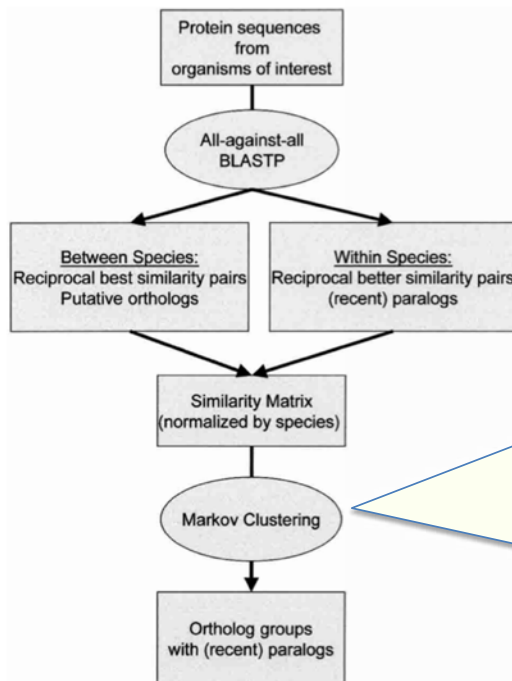 Protein sequences
from
organisms of interest
All-against-all
BLASTP
Between Species:
Reciprocal best similarity pairs
Putative orthologs
Within Species:
Reciprocal better similarity pairs
(recent) paralogs
Similarity Matrix
(normalized by species)
Markov Clustering
Ortholog groups
with (recent) paralogs